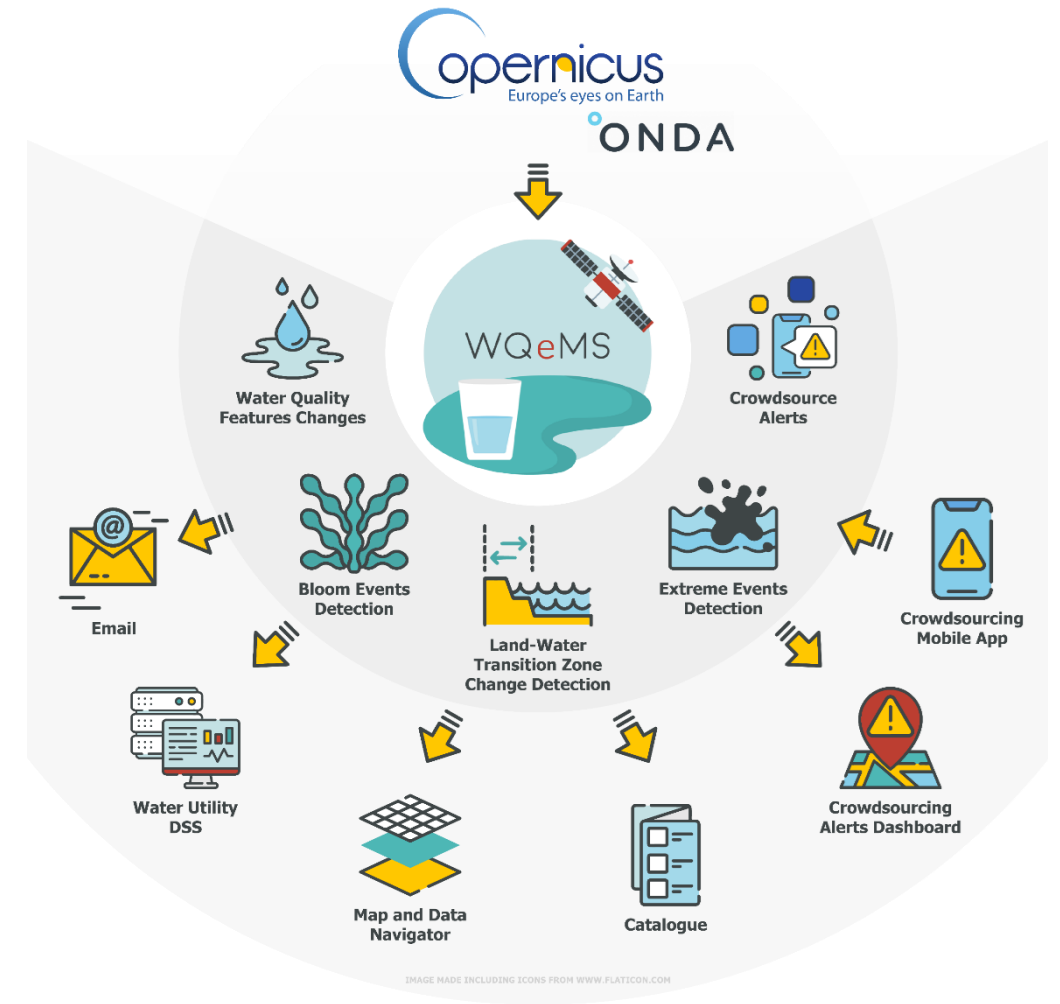 Copernicus
Europe's eyes on Earth
ONDA
WQeMS
Water Quality
Features Changes
Crowdsource
Alerts
Bloom Events
Detection
Extreme Events
Detection
Land-Water
Transition Zone
Change Detection
@
Email
Crowdsourcing
Mobile App
Water Utility
DSS
Crowdsourcing
Alerts Dashboard
Map and Data
Navigator
Catalogue
IMAGE MADE INCLUDING ICONS FROM WWW.FLATICON.COM